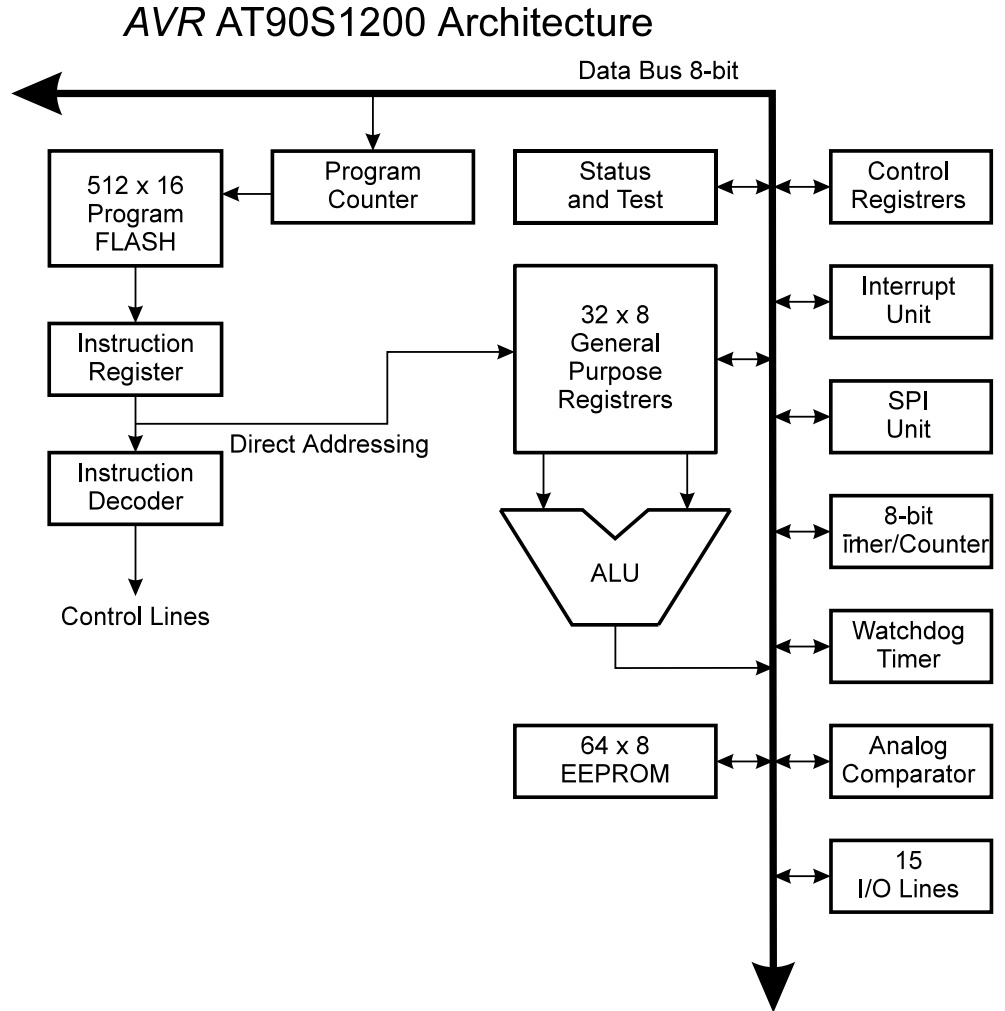 AVR AT90S1200 Architecture
Data Bus 8-bit
512 x 16
Program
FLASH
Program
Counter
Status
and Test
Control
Registrers
Instruction
Register
32 x 8
General
Purpose
Registrers
Interrupt
Unit
Direct Addressing
SPI
Unit
Instruction
Decoder
8-bit
/Counter
ALU
Control Lines
Watchdog
Timer
64 x 8
EEPROM
Analog
Comparator
15
I/O Lines